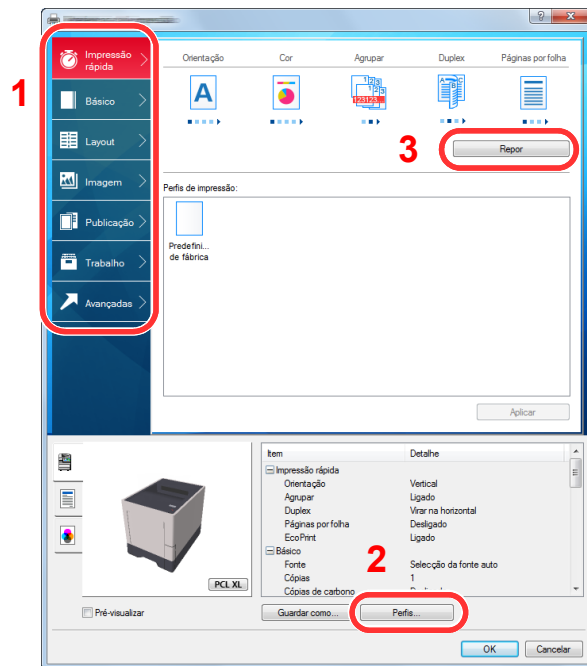 Impressão rápida
Básico
Layout
Imagem
Publicação
Trabalho
Avançadas
1
Orientação Cor Agrupar Duplex Páginas por folha
A
123
123
123123...
A B C
3
Repor
Perfis de impressão:
Predefini...
de fábrica
Aplicar
Item Detalhe
Impressão rápida
Orientação Vertical
Agrupar Ligado
Duplex Virar na horizontal
Páginas por folha Desligado
EcoPrint Ligado
Básico
Fonte Selecção da fonte auto
Cópias 1
Cópias de carbono
2
PCL XL
Pré-visualizar
Guardar como... Perfis...
OK Cancelar